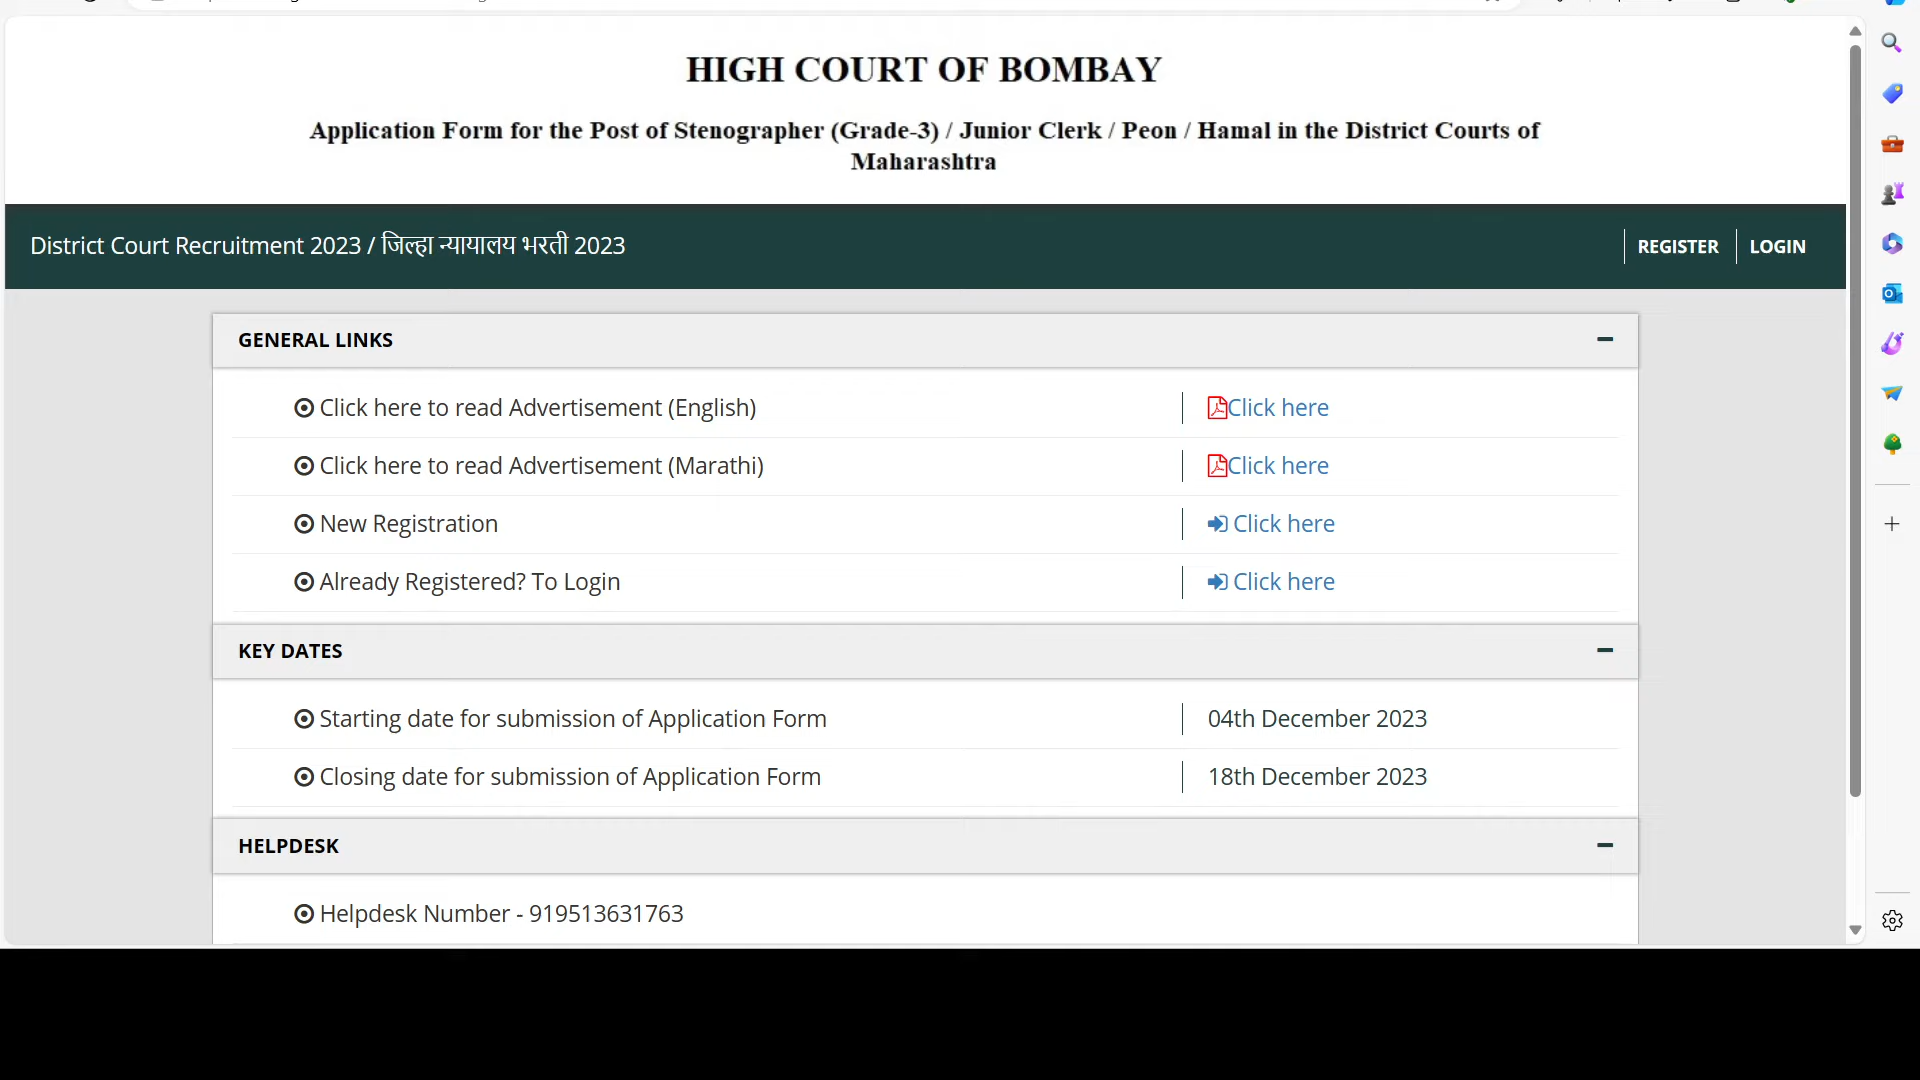 HIGH COURT OF BOMBAY
Application Form for the Post of Stenographer (Grade-3) / Junior Clerk / Peon / Hamal in the District Courts of
Maharashtra
District Court Recruitment 2023 / जिल्हा न्यायालय भरती 2023
REGISTER
LOGIN
GENERAL LINKS
Click here to read Advertisement (English)
Click here
Click here to read Advertisement (Marathi)
Click here
New Registration
Click here
Already Registered? To Login
Click here
KEY DATES
Starting date for submission of Application Form
04th December 2023
Closing date for submission of Application Form
18th December 2023
HELPDESK
Helpdesk Number - 919513631763